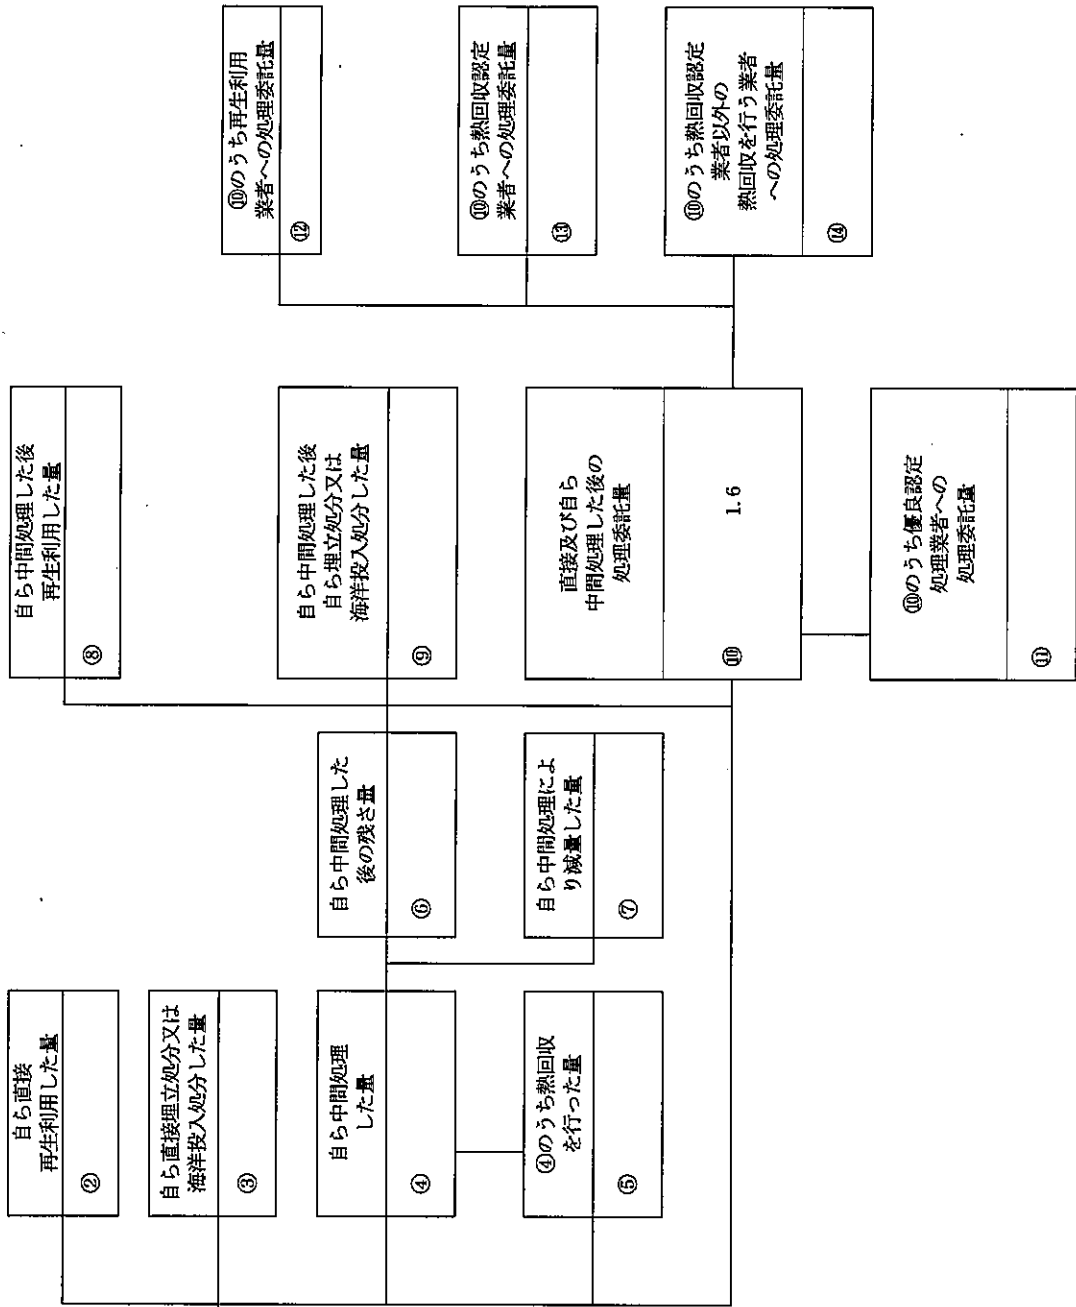 自ら直接
再生利用した量
②
自ら直接埋立処分又は
海洋投入処分した量
③
自ら中間処理
した量
④
④のうち熱回収
を行った量
⑤
自ら中間処理した
後の残さ量
⑥
自ら中間処理によ
り減量した量
⑦
自ら中間処理した後
再生利用した量
⑧
自ら中間処理した後
自ら埋立処分又は
海洋投入処分した量
⑨
直接及び自ら
中間処理した後の
処理委託量
⑩
1.6
⑩のうち優良認定
処理業者への
処理委託量
⑪
⑩のうち再生利用
業者への処理委託量
⑫
⑩のうち熱回収認定
業者への処理委託量
⑬
⑩のうち熱回収認定
業者以外の
熱回収を行う業者
への処理委託量
⑭